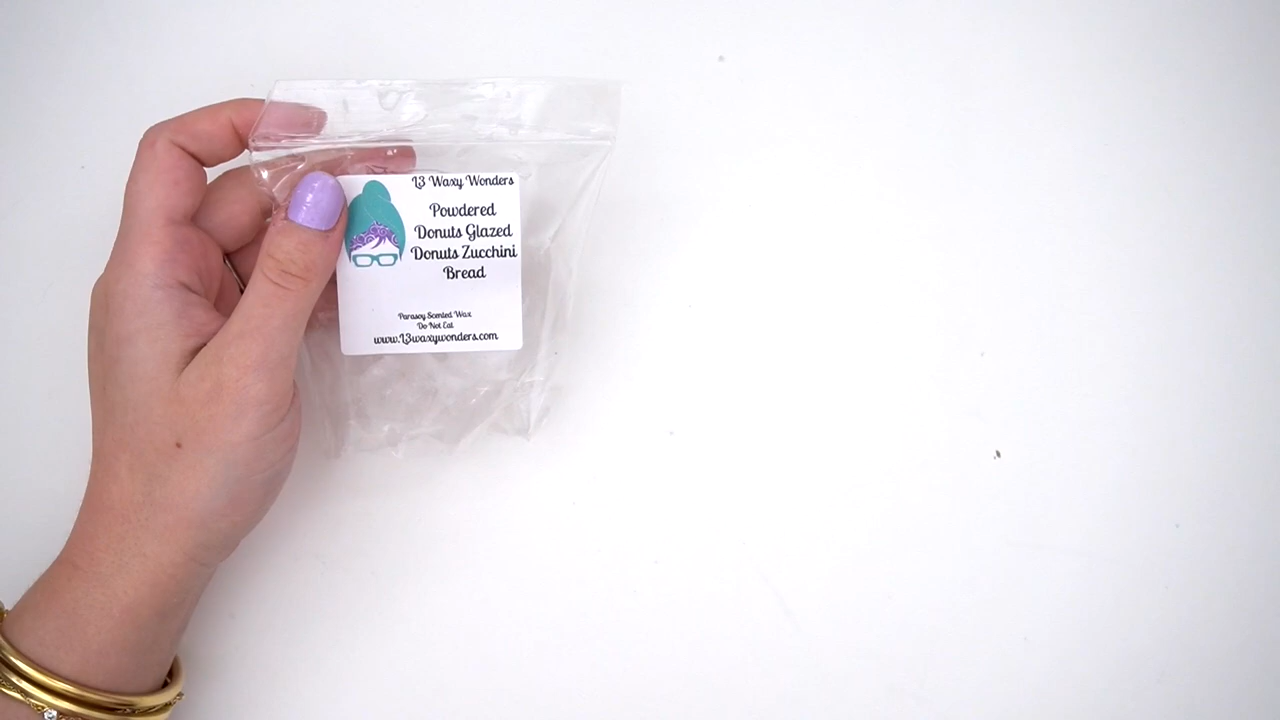 L3 Waxy Wonders
Powdered
Donuts Glazed
Donuts Zucchini
Bread
Parasoy Scented Wax
Do Not Eat
www.L3waxywonders.com